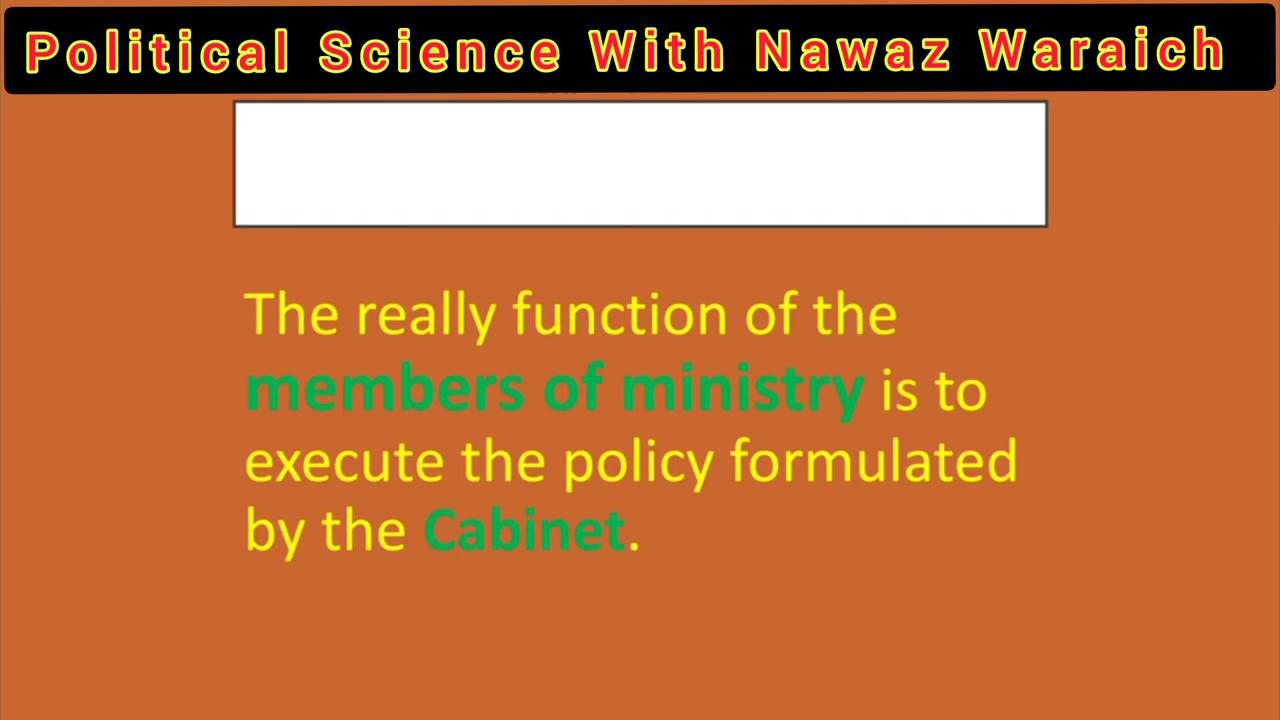 Political Science With Nawaz Waraich
The really function of the
members of ministry is to
execute the policy formulated
by the Cabinet.